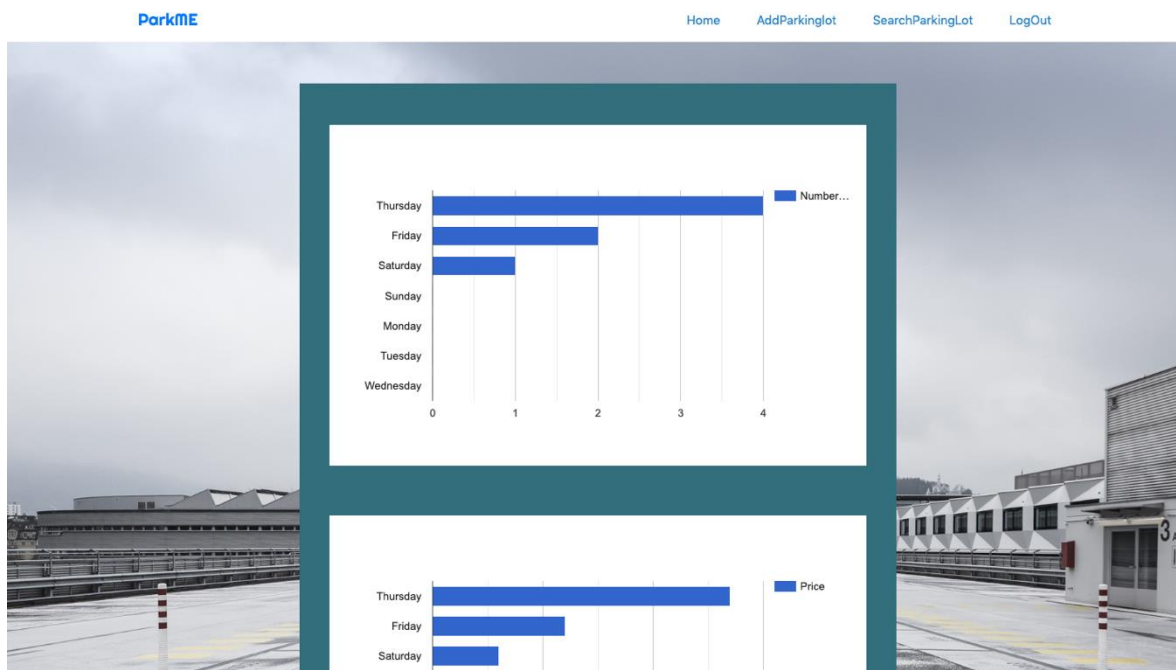 ParkME Home AddParkinglot SearchParkingLot LogOut
Thursday
Number...
Friday
Saturday
Sunday
Monday
Tuesday
Wednesday
0 1 2 3 4
Thursday
Price
Friday
3
Saturday